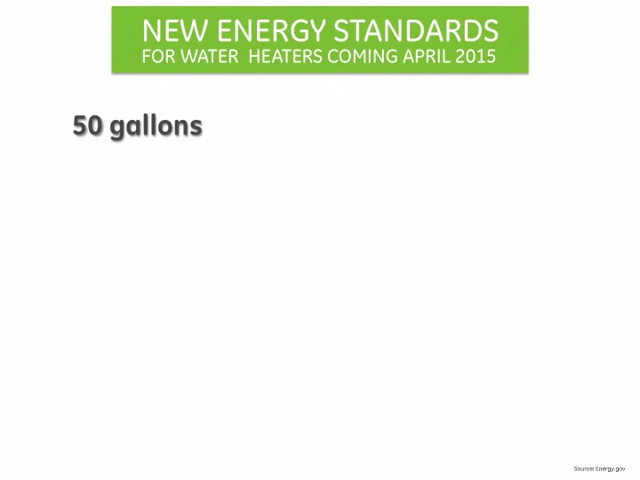 NEW ENERGY STANDARDS
FOR WATER HEATERS COMING APRIL 2015
50 gallons
Source: Energy.gov